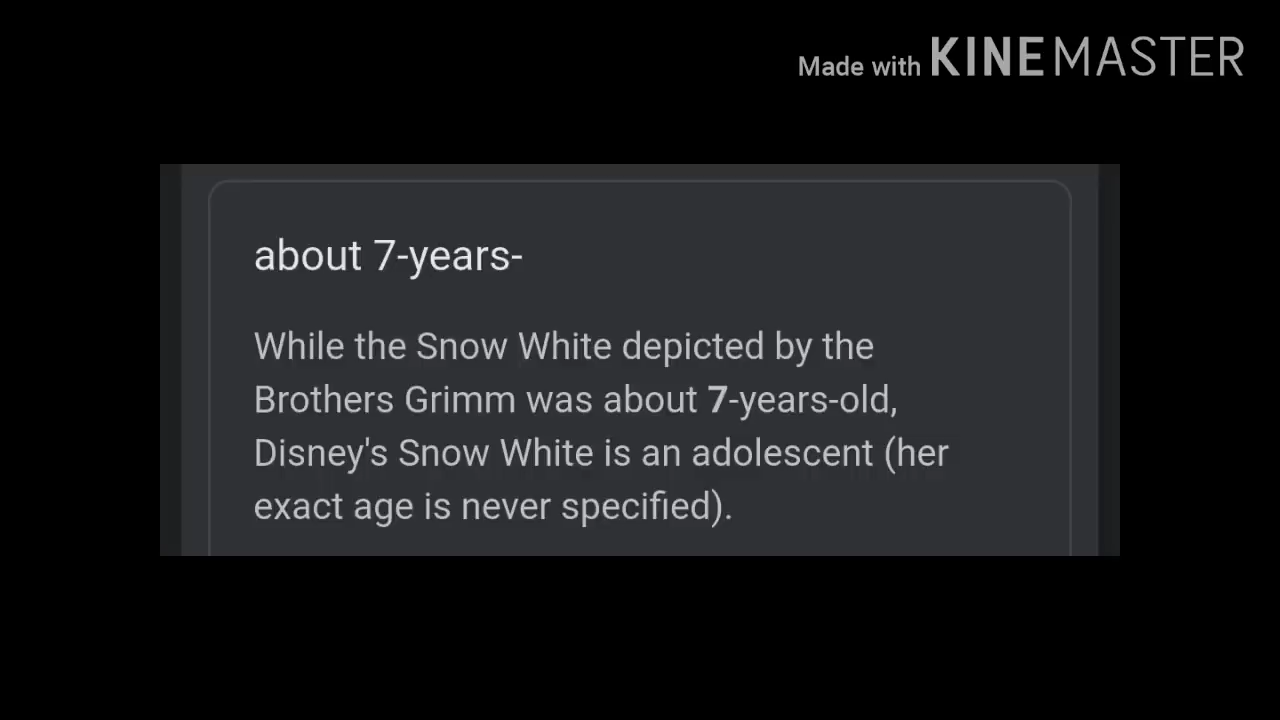 Made with KINEMASTER
about 7-years-
While the Snow White depicted by the
Brothers Grimm was about 7-years-old,
Disney's Snow White is an adolescent (her
exact age is never specified).